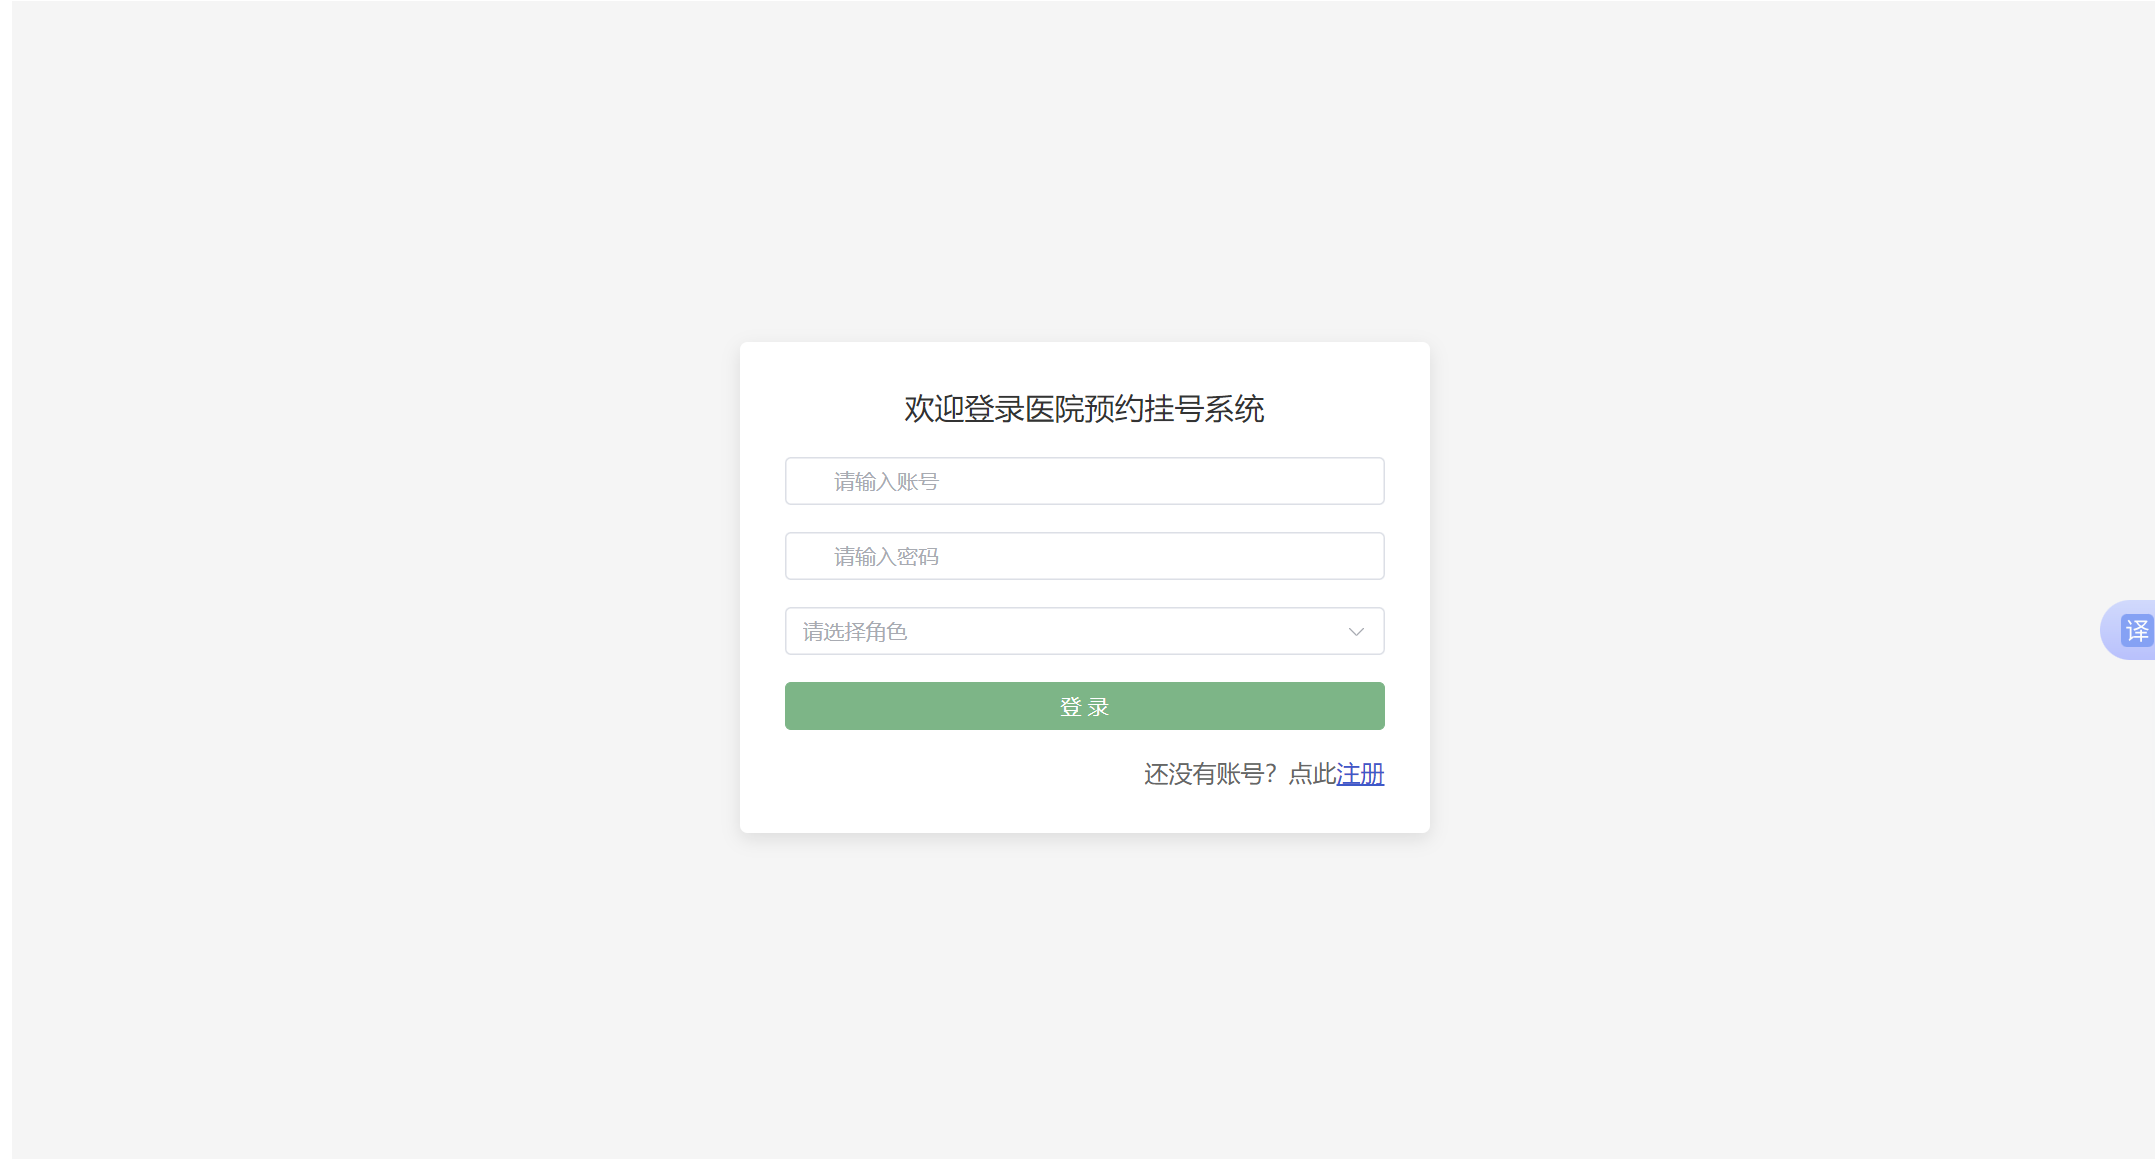 欢迎登录医院预约挂号系统
请输入账号
请输入密码
请选择角色
译
登 录
还没有账号？点此注册